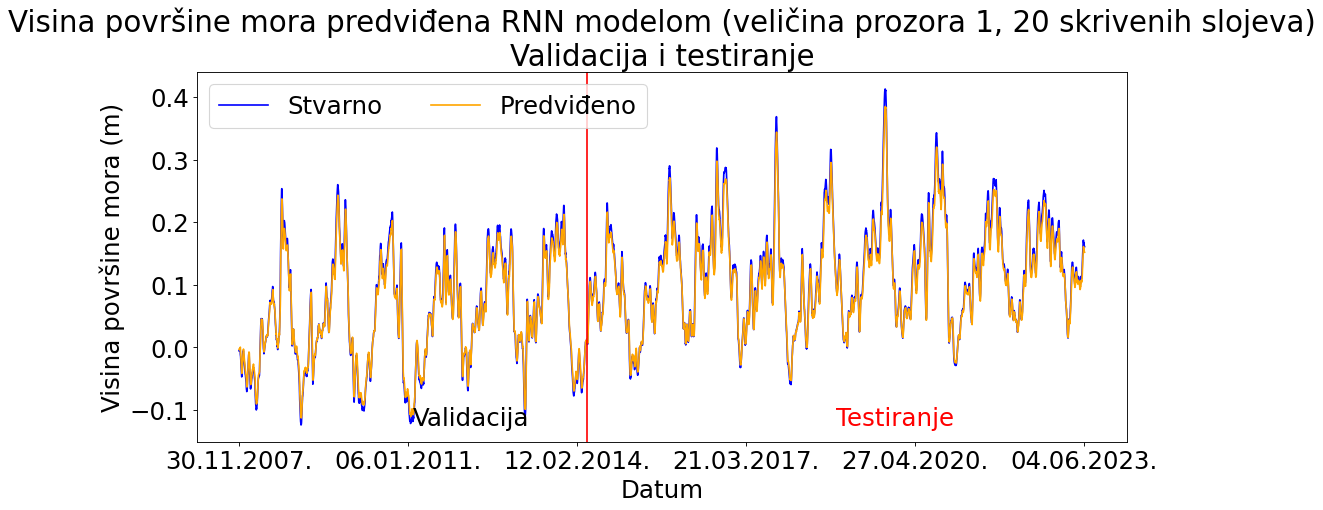 Visina površine mora predviđena RNN modelom (veličina prozora 1, 20 skrivenih slojeva)
Validacija i testiranje
Stvarno Predviđeno
Visina površine mora (m)
0.4
0.3
0.2
0.1
0.0
−0.1
Validacija
Testiranje
30.11.2007. 06.01.2011. 12.02.2014. 21.03.2017. 27.04.2020. 04.06.2023.
Datum